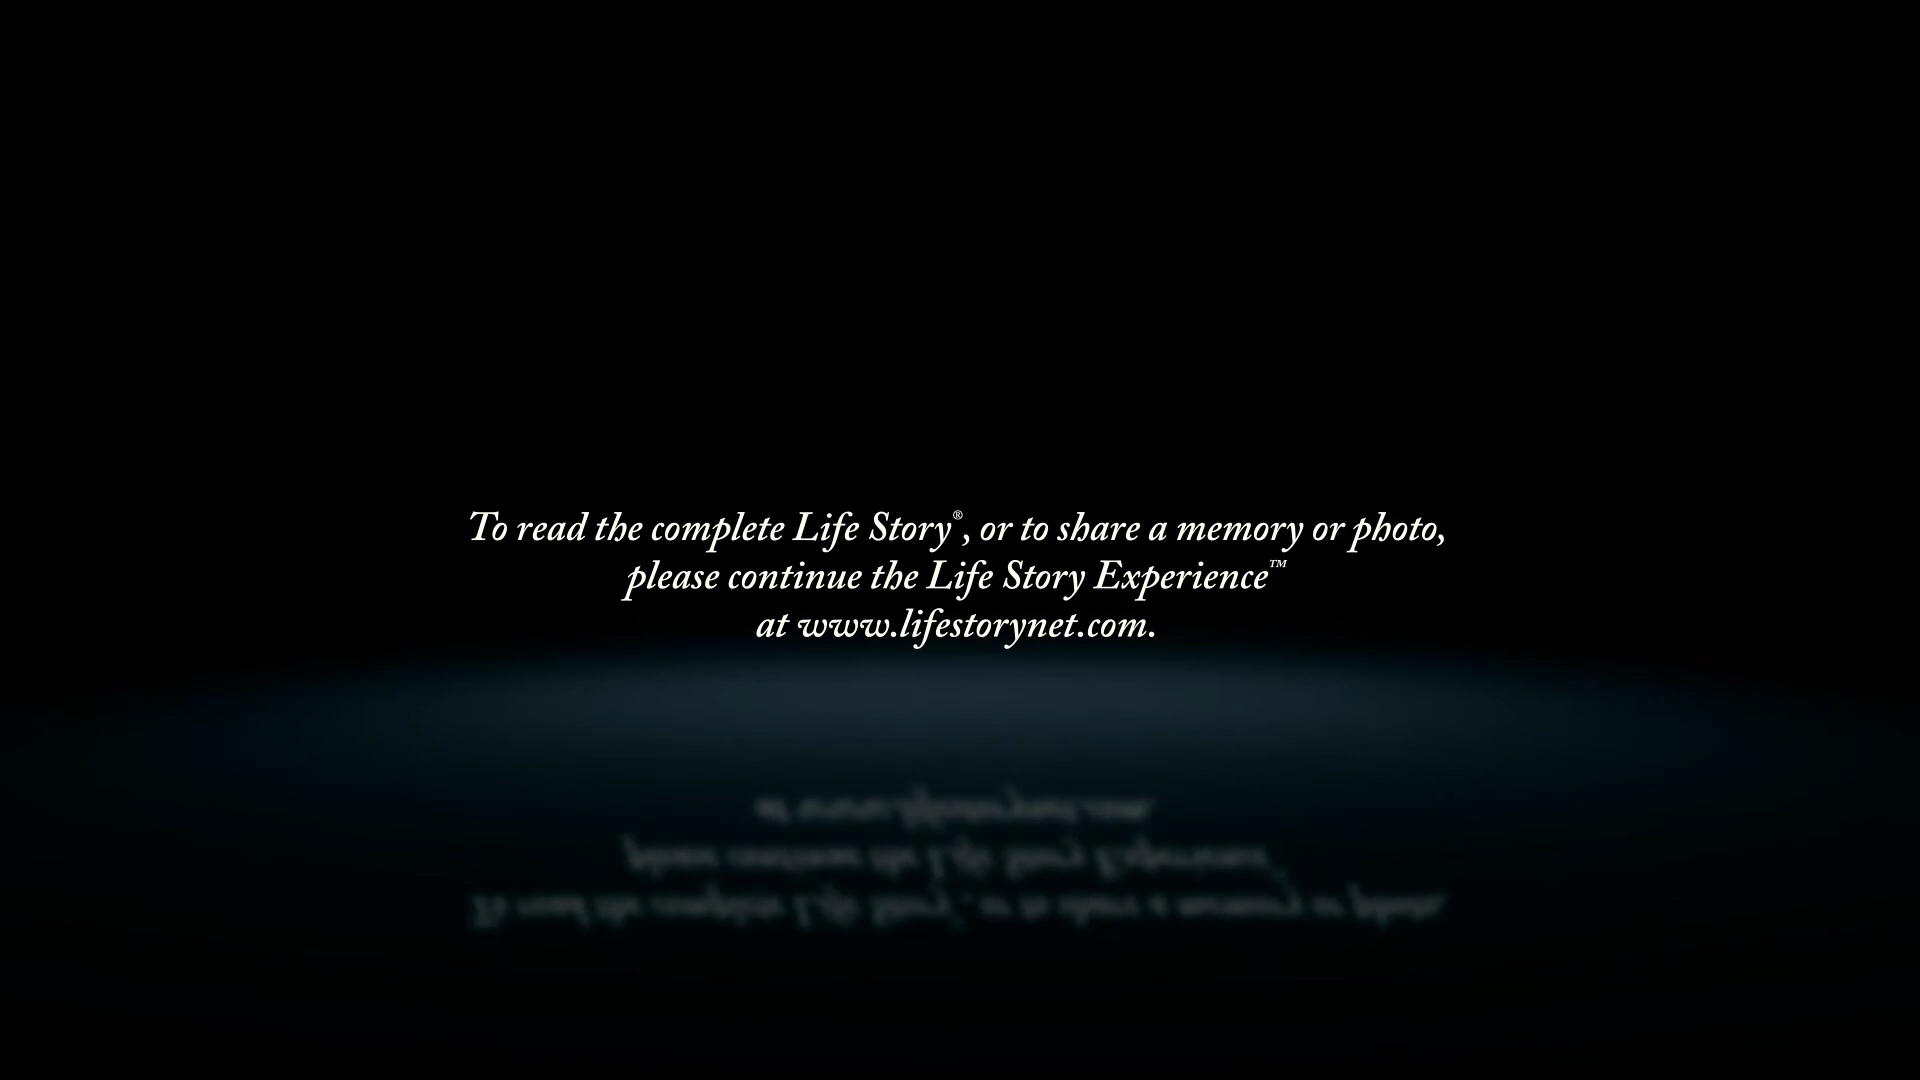 To read the complete Life Story®, or to share a memory or photo,
please continue the Life Story Experience™
at www.lifestorynet.com.